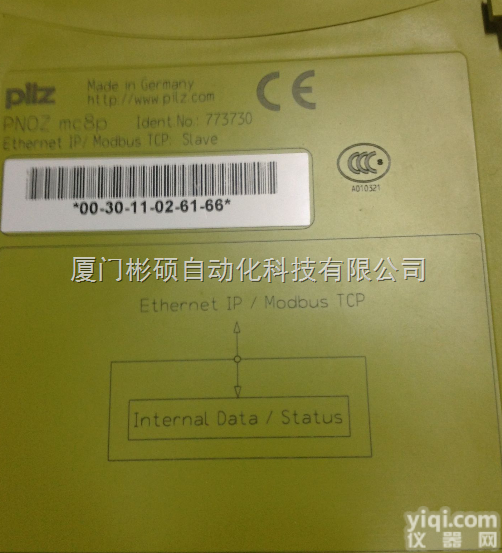 pilz Made in Germany
http://www.pilz.com
CE
PNOZ mc8p Ident No.: 773730
Ethernet IP/ Modbus TCP; Slave
*00-30-11-02-61-66*
CCC S
A010321
厦门彬硕自动化科技有限公司
Ethernet IP / Modbus TCP
Internal Data / Status
yiqi.com
仪器网